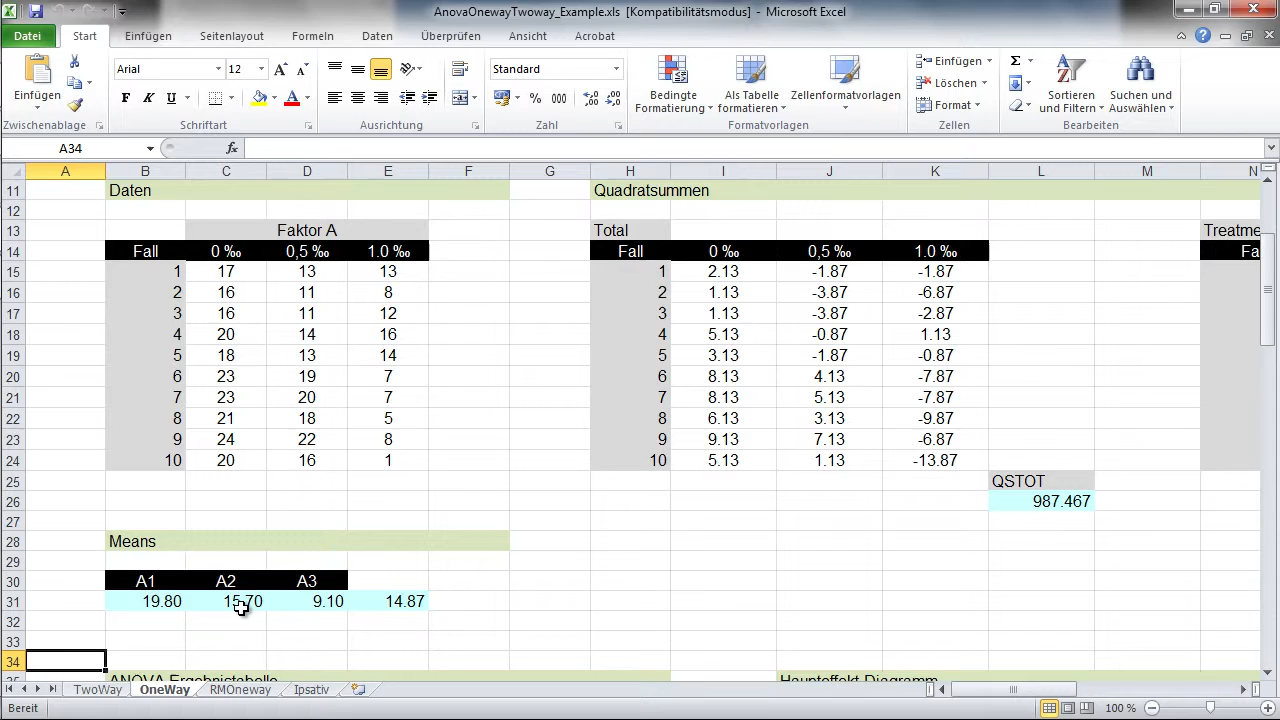 AnovaOnewayTwoway_Example.xls [Kompatibilitätsmodus] - Microsoft Excel
Datei Start Einfügen Seitenlayout Formeln Daten Überprüfen Ansicht Acrobat
Einfügen Arial 12 Standard Bedingte Formatierung Als Tabelle formatieren Zellenformatvorlagen Einfügen Löschen Format Sortieren und Filtern Suchen und Auswählen
F K U % 000
Zwischenablage Schriftart Ausrichtung Zahl Formatvorlagen Zellen Bearbeiten
A34 fx
A B C D E F G H I J K L M N
11 Daten Quadratsummen
12
13 Faktor A Total Treatme
14 Fall 0 ‰ 0,5 ‰ 1.0 ‰ Fall 0 ‰ 0,5 ‰ 1.0 ‰ Fa
15 1 17 13 13 1 2.13 -1.87 -1.87
16 2 16 11 8 2 1.13 -3.87 -6.87
17 3 16 11 12 3 1.13 -3.87 -2.87
18 4 20 14 16 4 5.13 -0.87 1.13
19 5 18 13 14 5 3.13 -1.87 -0.87
20 6 23 19 7 6 8.13 4.13 -7.87
21 7 23 20 7 7 8.13 5.13 -7.87
22 8 21 18 5 8 6.13 3.13 -9.87
23 9 24 22 8 9 9.13 7.13 -6.87
24 10 20 16 1 10 5.13 1.13 -13.87
25 QSTOT
26 987.467
27
28 Means
29
30 A1 A2 A3
31 19.80 15.70 9.10 14.87
32
33
34
ANOVA Ergebnistabelle Haupteffekt-Diagramm
TwoWay OneWay RMOneway Ipsativ
Bereit 100 %